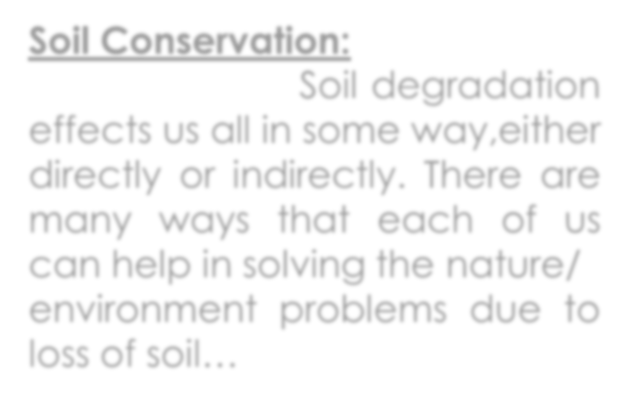 Soil Conservation:
Soil degradation
effects us all in some way,either
directly or indirectly. There are
many ways that each of us
can help in solving the nature/
environment problems due to
loss of soil…